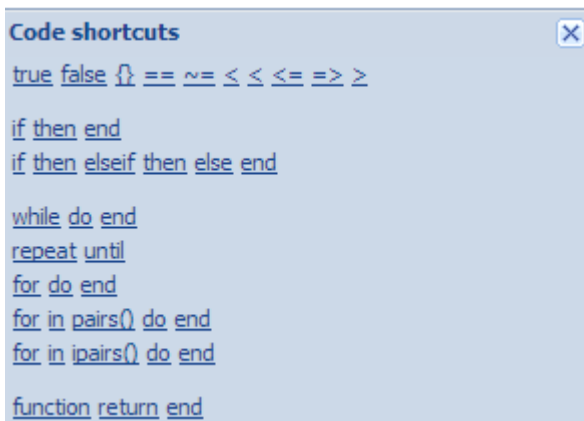 Code shortcuts
true false {} == ~= < < <= => >
if then end
if then elseif then else end
while do end
repeat until
for do end
for in pairs() do end
for in ipairs() do end
function return end